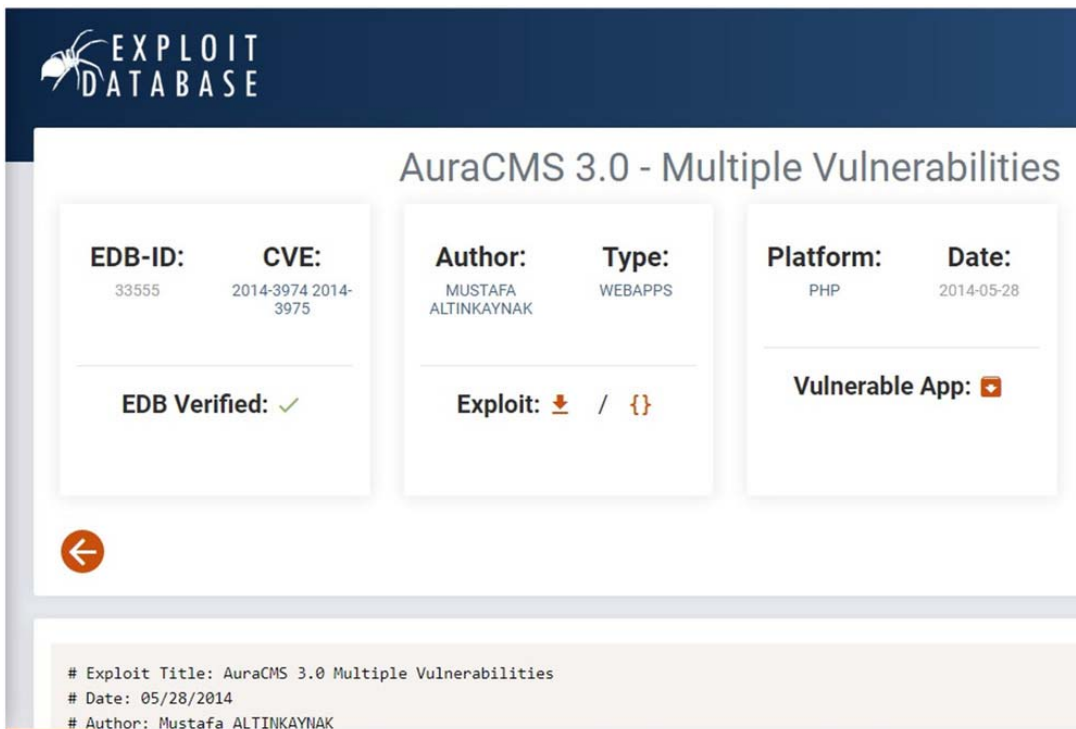 EXPLOIT
DATABASE
AuraCMS 3.0 - Multiple Vulnerabilities
EDB-ID:
33555
CVE:
2014-3974 2014-
3975
EDB Verified:
Author:
MUSTAFA
ALTINKAYNAK
Type:
WEBAPPS
Exploit: / {}
Platform:
PHP
Date:
2014-05-28
Vulnerable App:
# Exploit Title: AuraCMS 3.0 Multiple Vulnerabilities
# Date: 05/28/2014
# Author: Mustafa ALTINKAYNAK